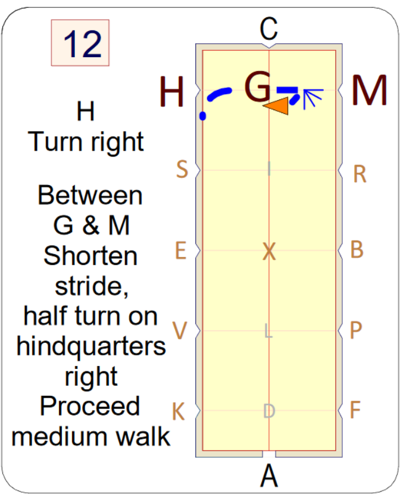 12
H
Turn right
Between
G & M
Shorten
stride,
half turn on
hindquarters
right
Proceed
medium walk
C
H G M
S I R
E X B
V L P
K D F
A